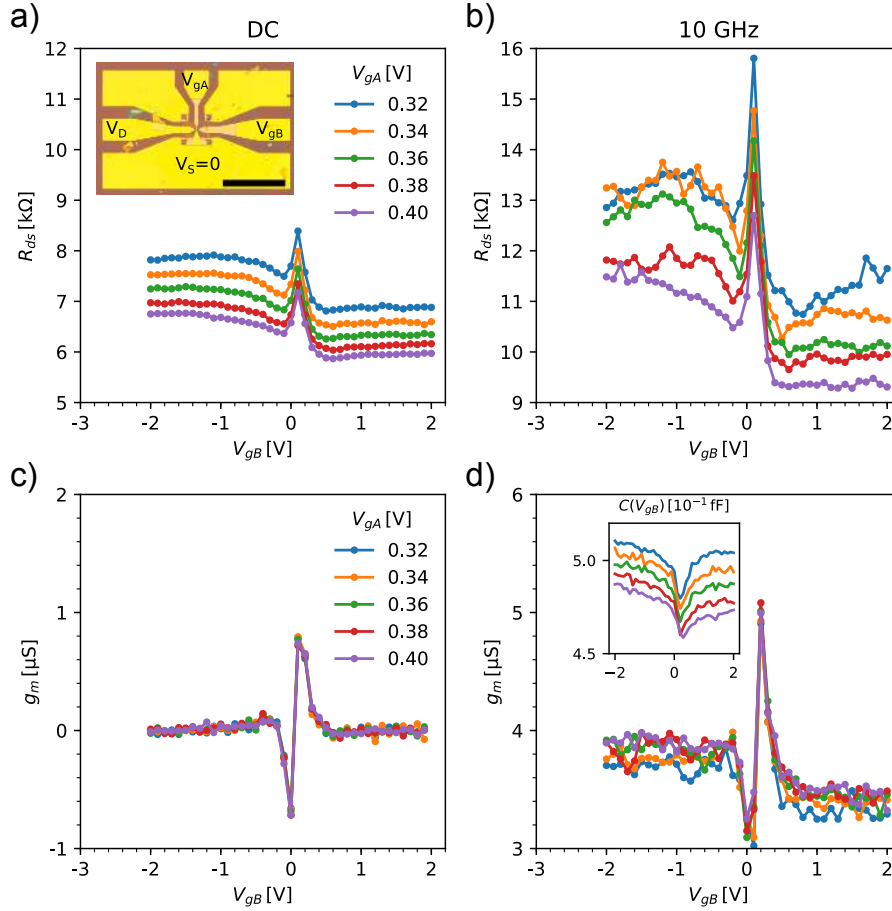 a)
DC
12
11
10
9
8
7
6
5
R_ds [kΩ]
V_gA
V_D
V_gB
V_S=0
V_gA [V]
0.32
0.34
0.36
0.38
0.40
-2
-1
0
1
2
V_gB [V]
b)
10 GHz
16
15
14
13
12
11
10
9
R_ds [kΩ]
-2
-1
0
1
2
V_gB [V]
c)
2
1
0
-1
g_m [µS]
V_gA [V]
0.32
0.34
0.36
0.38
0.40
-2
-1
0
1
2
V_gB [V]
d)
6
5
4
3
g_m [µS]
C(V_gB) [10⁻¹ fF]
5.0
4.5
−2
0
2
-2
-1
0
1
2
V_gB [V]